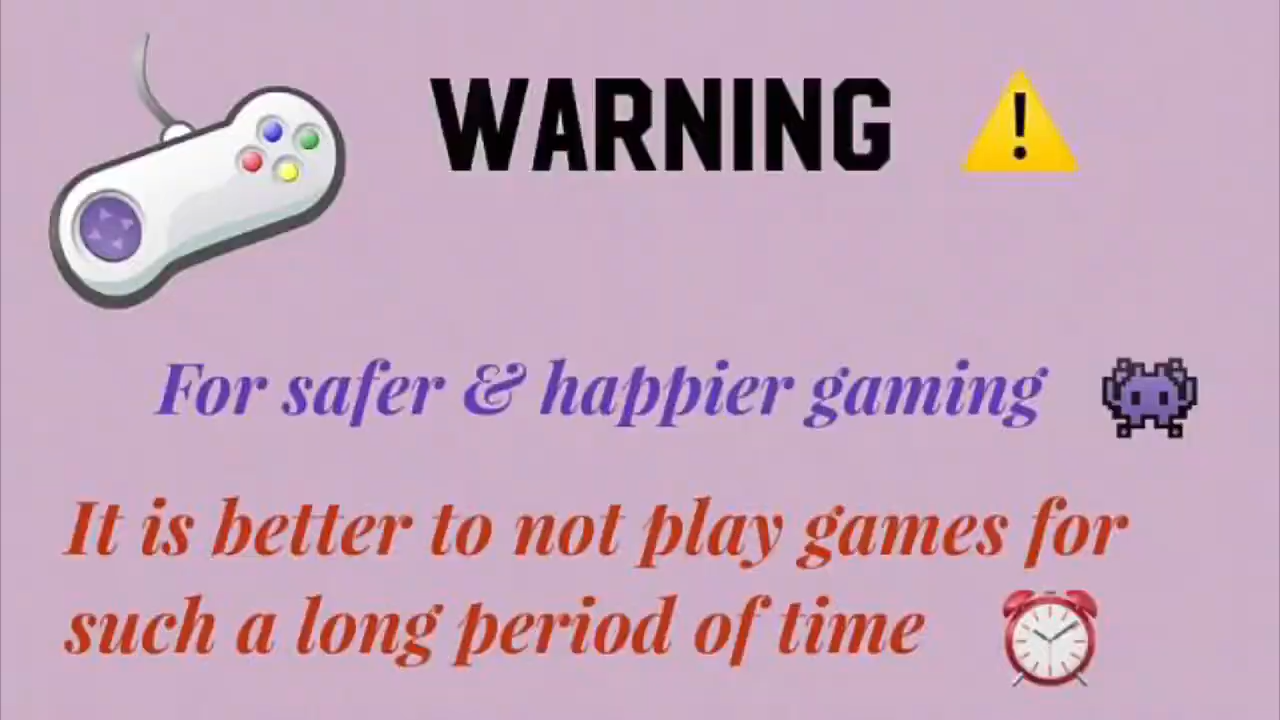 WARNING
For safer & happier gaming
It is better to not play games for
such a long period of time